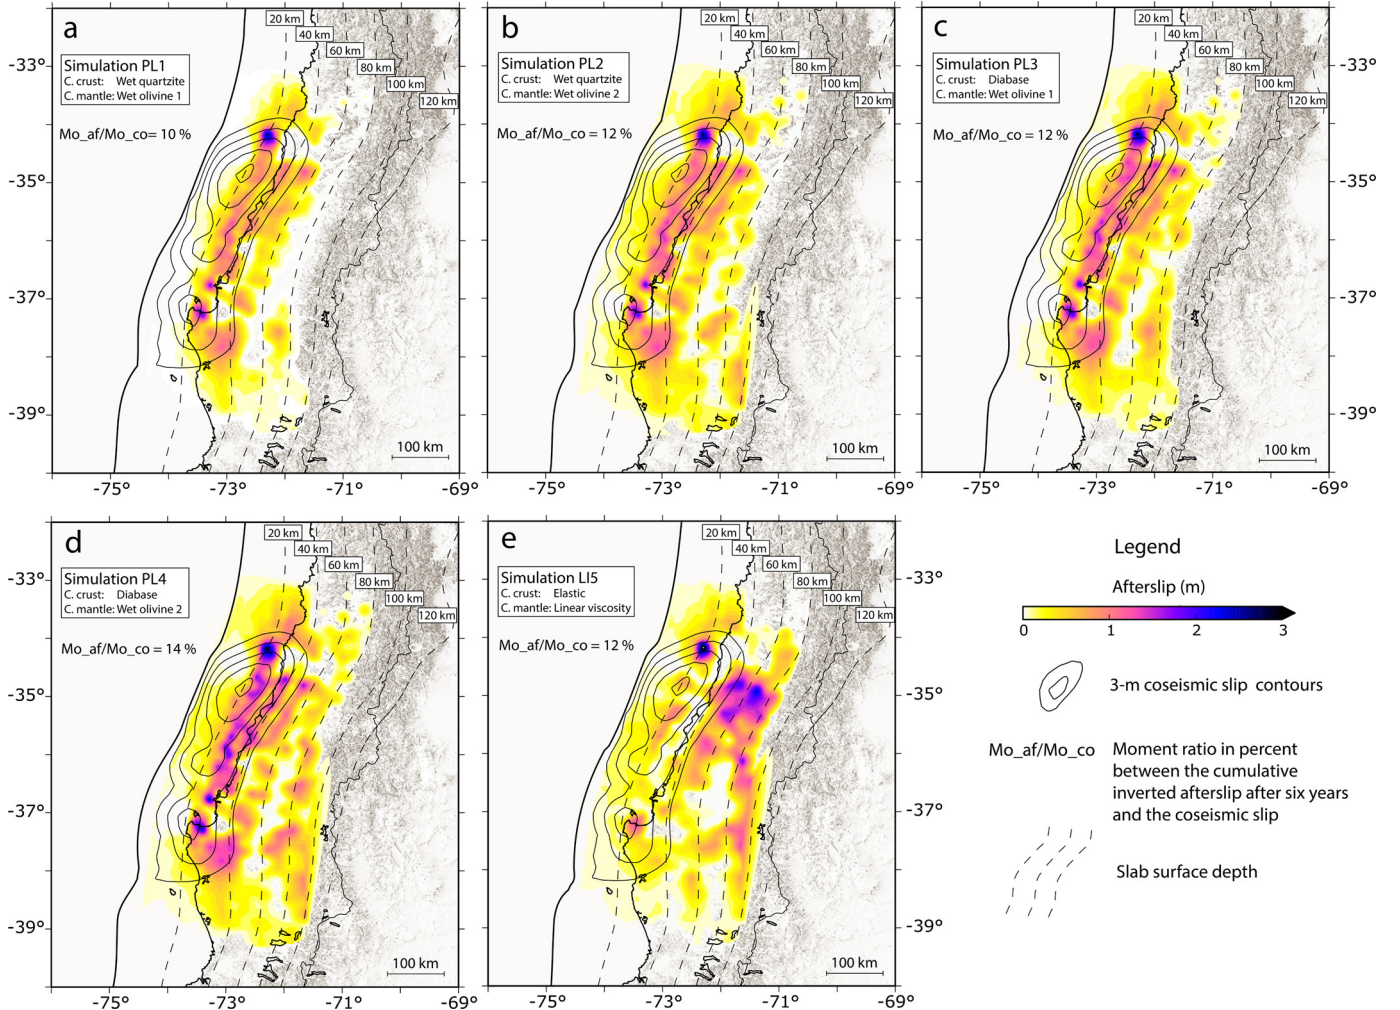 a
20 km
40 km
60 km
80 km
100 km
120 km
Simulation PL1
C. crust: Wet quartzite
C. mantle: Wet olivine 1
Mo_af/Mo_co= 10 %
100 km
-33°
-35°
-37°
-39°
-75°
-73°
-71°
-69°
b
20 km
40 km
60 km
80 km
100 km
120 km
Simulation PL2
C. crust: Wet quartzite
C. mantle: Wet olivine 2
Mo_af/Mo_co = 12 %
100 km
-75°
-73°
-71°
-69°
c
20 km
40 km
60 km
80 km
100 km
120 km
Simulation PL3
C. crust: Diabase
C. mantle: Wet olivine 1
Mo_af/Mo_co = 12 %
100 km
-33°
-35°
-37°
-39°
-75°
-73°
-71°
-69°
d
20 km
40 km
60 km
80 km
100 km
120 km
Simulation PL4
C. crust: Diabase
C. mantle: Wet olivine 2
Mo_af/Mo_co = 14 %
100 km
-33°
-35°
-37°
-39°
-75°
-73°
-71°
-69°
e
20 km
40 km
60 km
80 km
100 km
120 km
Simulation LI5
C. crust: Elastic
C. mantle: Linear viscosity
Mo_af/Mo_co = 12 %
100 km
-33°
-35°
-37°
-39°
-75°
-73°
-71°
-69°
Legend
Afterslip (m)
0 1 2 3
3-m coseismic slip contours
Mo_af/Mo_co
Moment ratio in percent
between the cumulative
inverted afterslip after six years
and the coseismic slip
Slab surface depth